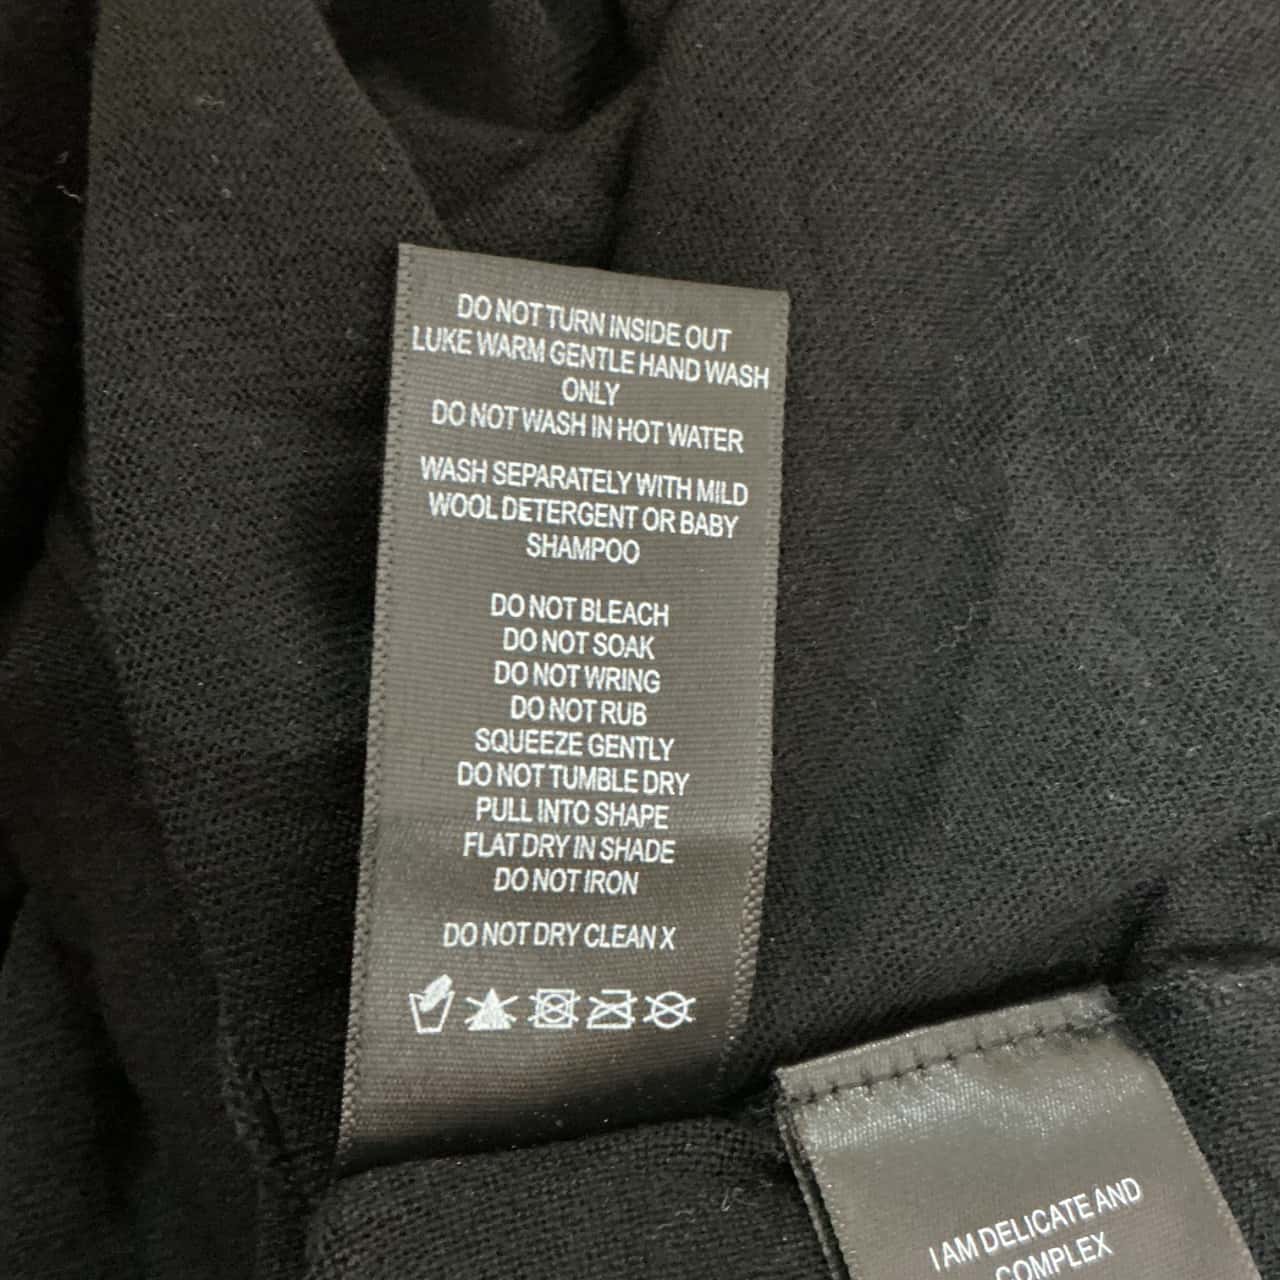 DO NOT TURN INSIDE OUT
LUKE WARM GENTLE HAND WASH
ONLY
DO NOT WASH IN HOT WATER
WASH SEPARATELY WITH MILD
WOOL DETERGENT OR BABY
SHAMPOO
DO NOT BLEACH
DO NOT SOAK
DO NOT WRING
DO NOT RUB
SQUEEZE GENTLY
DO NOT TUMBLE DRY
PULL INTO SHAPE
FLAT DRY IN SHADE
DO NOT IRON
DO NOT DRY CLEAN X
I AM DELICATE AND
COMPLEX